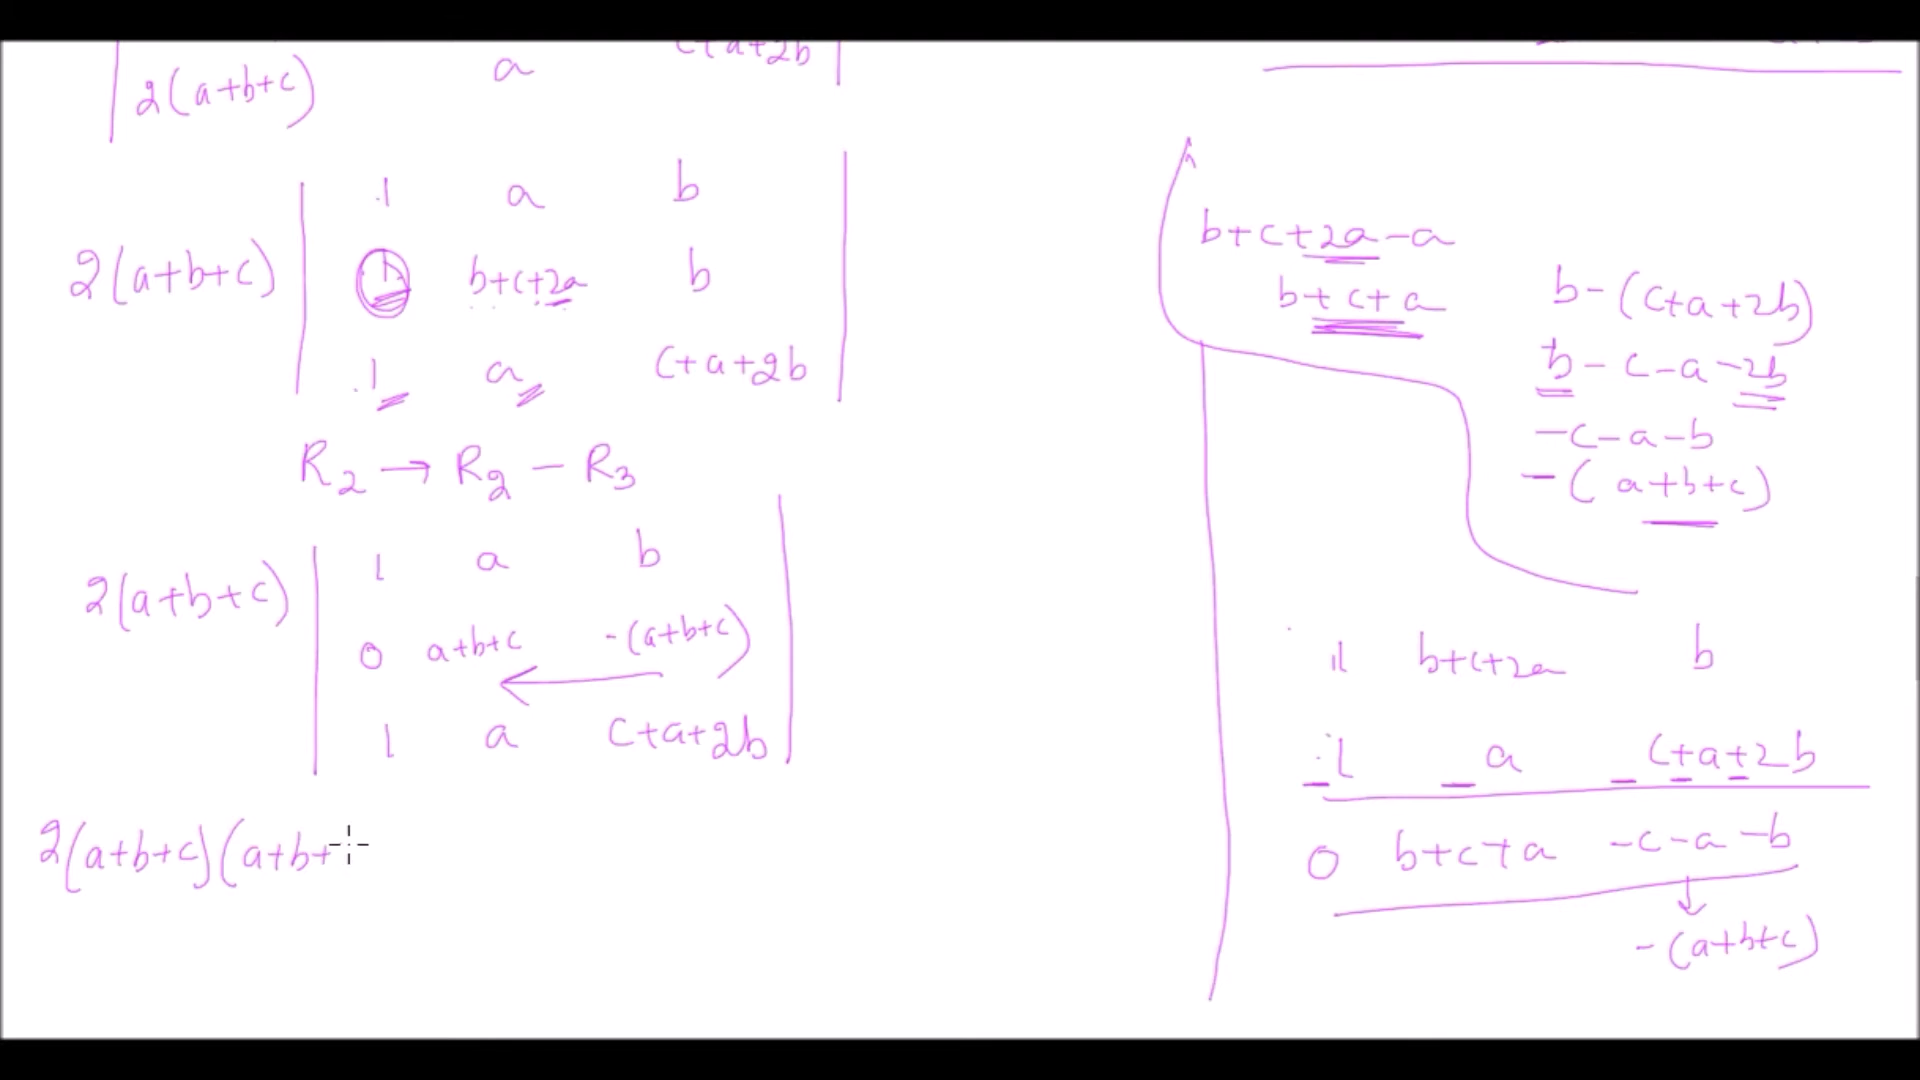 c+a+2b
2(a+b+c) a
1 a b
2(a+b+c) 1 b+c+2a b
1 a c+a+2b
R2 → R2 − R3
2(a+b+c) 1 a b
0 a+b+c -(a+b+c)
1 a c+a+2b
2(a+b+c)(a+b+
b+c+2a-a
b+c+a
b-(c+a+2b)
b-c-a-2b
-c-a-b
-(a+b+c)
1 b+c+2a b
1 a c+a+2b
0 b+c+a -c-a-b
-(a+b+c)